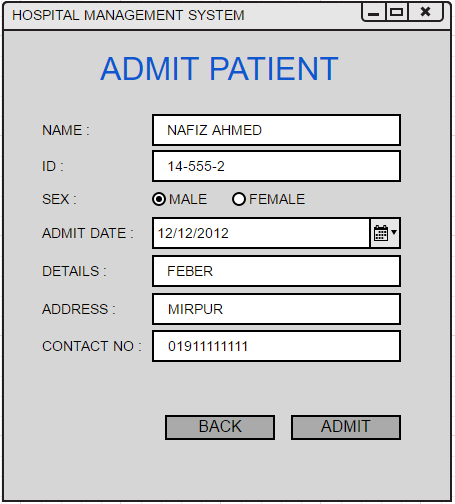 HOSPITAL MANAGEMENT SYSTEM
ADMIT PATIENT
NAME : NAFIZ AHMED
ID : 14-555-2
SEX : MALE FEMALE
ADMIT DATE : 12/12/2012
DETAILS : FEBER
ADDRESS : MIRPUR
CONTACT NO : 01911111111
BACK ADMIT